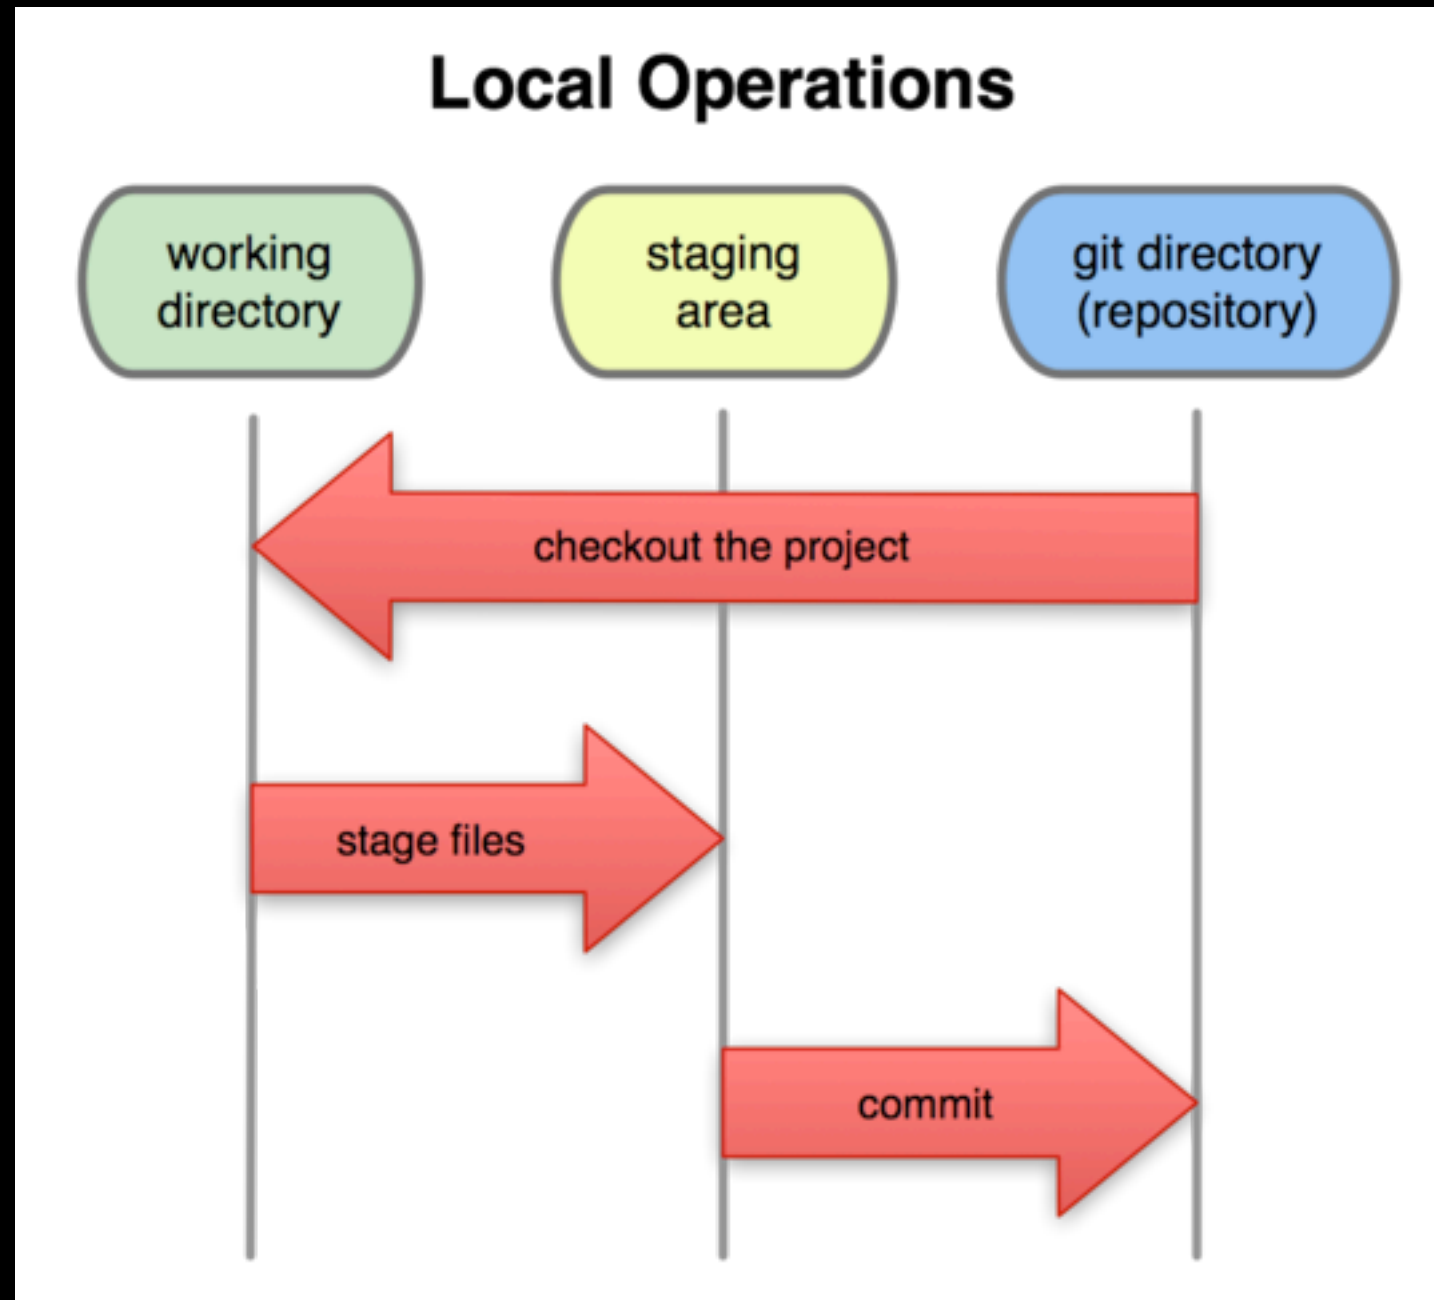 Local Operations
working
directory
staging
area
git directory
(repository)
checkout the project
stage files
commit